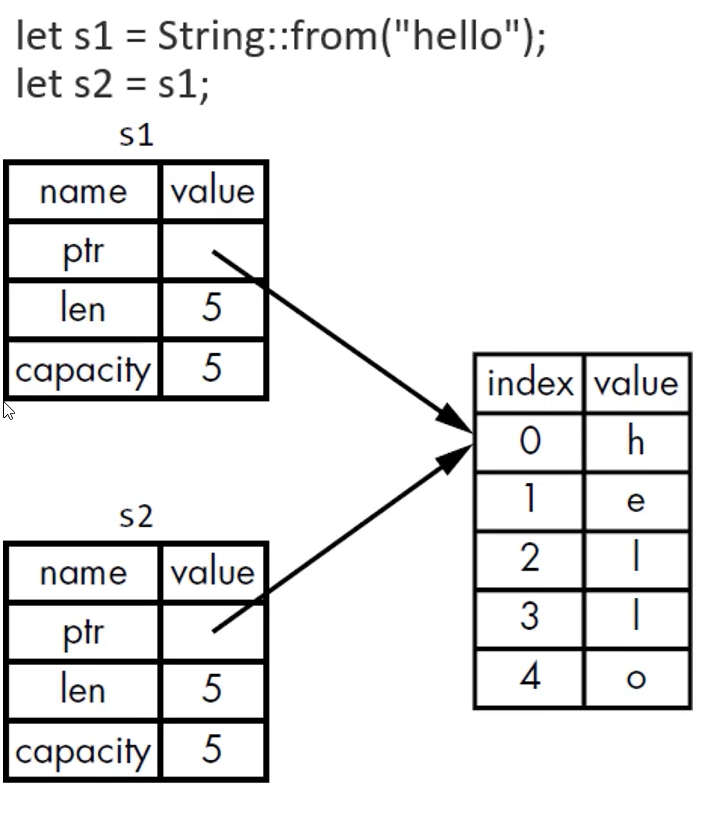 let s1 = String::from("hello");
let s2 = s1;
s1
name value
ptr
len 5
capacity 5
index value
0 h
1 e
2 l
3 l
4 o
s2
name value
ptr
len 5
capacity 5